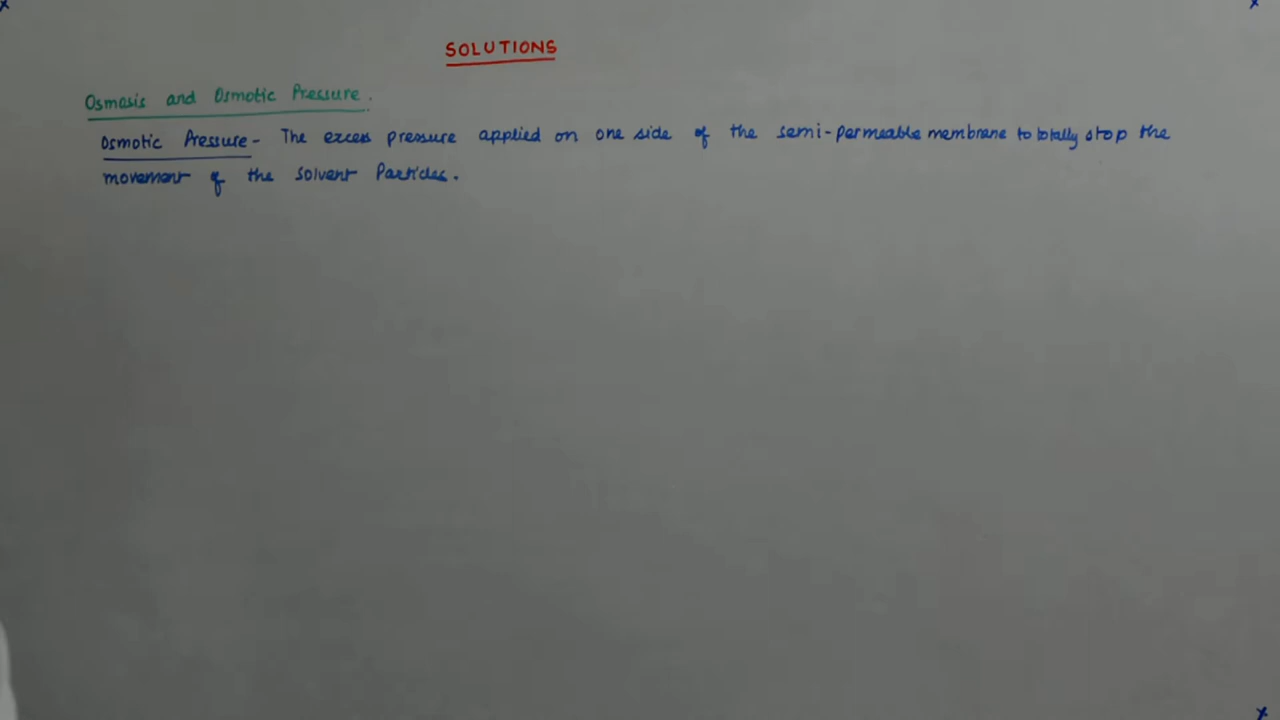 SOLUTIONS
Osmosis and Osmotic Pressure.
Osmotic Pressure - The excess pressure applied on one side of the semi-permeable membrane to totally stop the
movement of the solvent Particles.